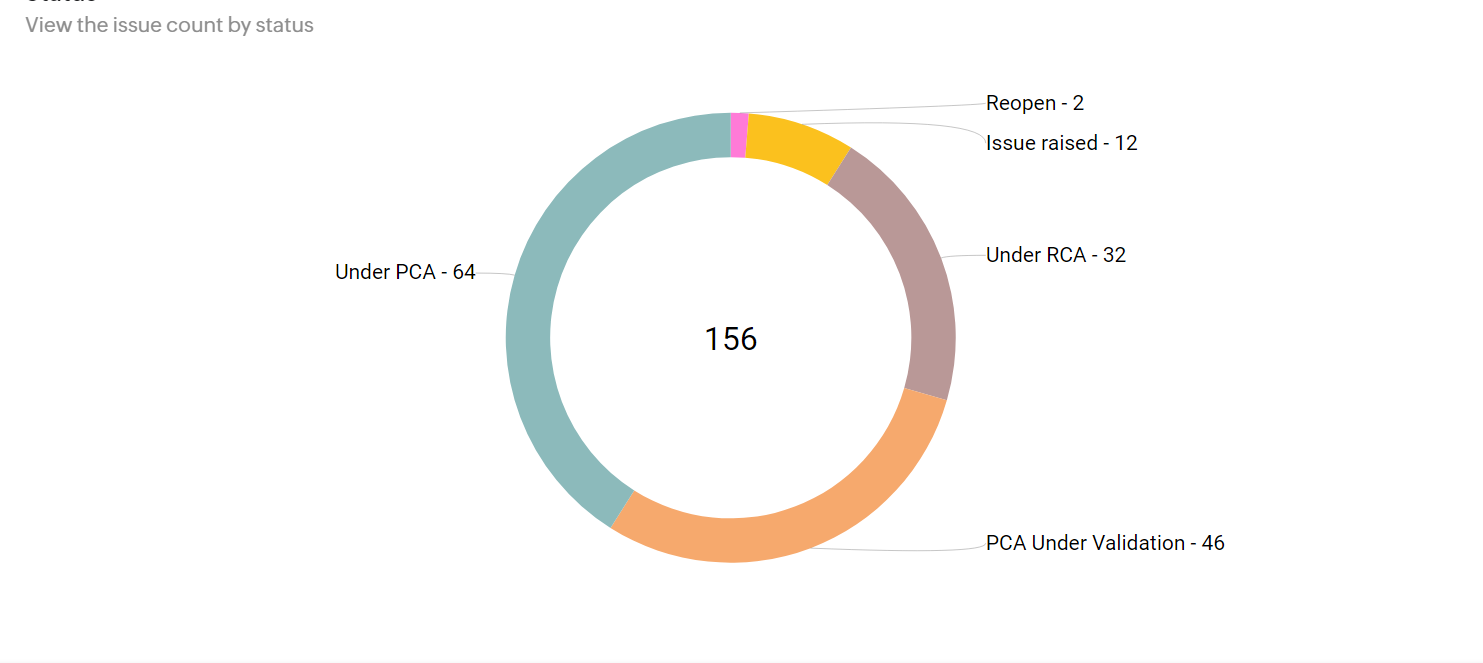 View the issue count by status
Reopen - 2
Issue raised - 12
Under RCA - 32
Under PCA - 64
156
PCA Under Validation - 46